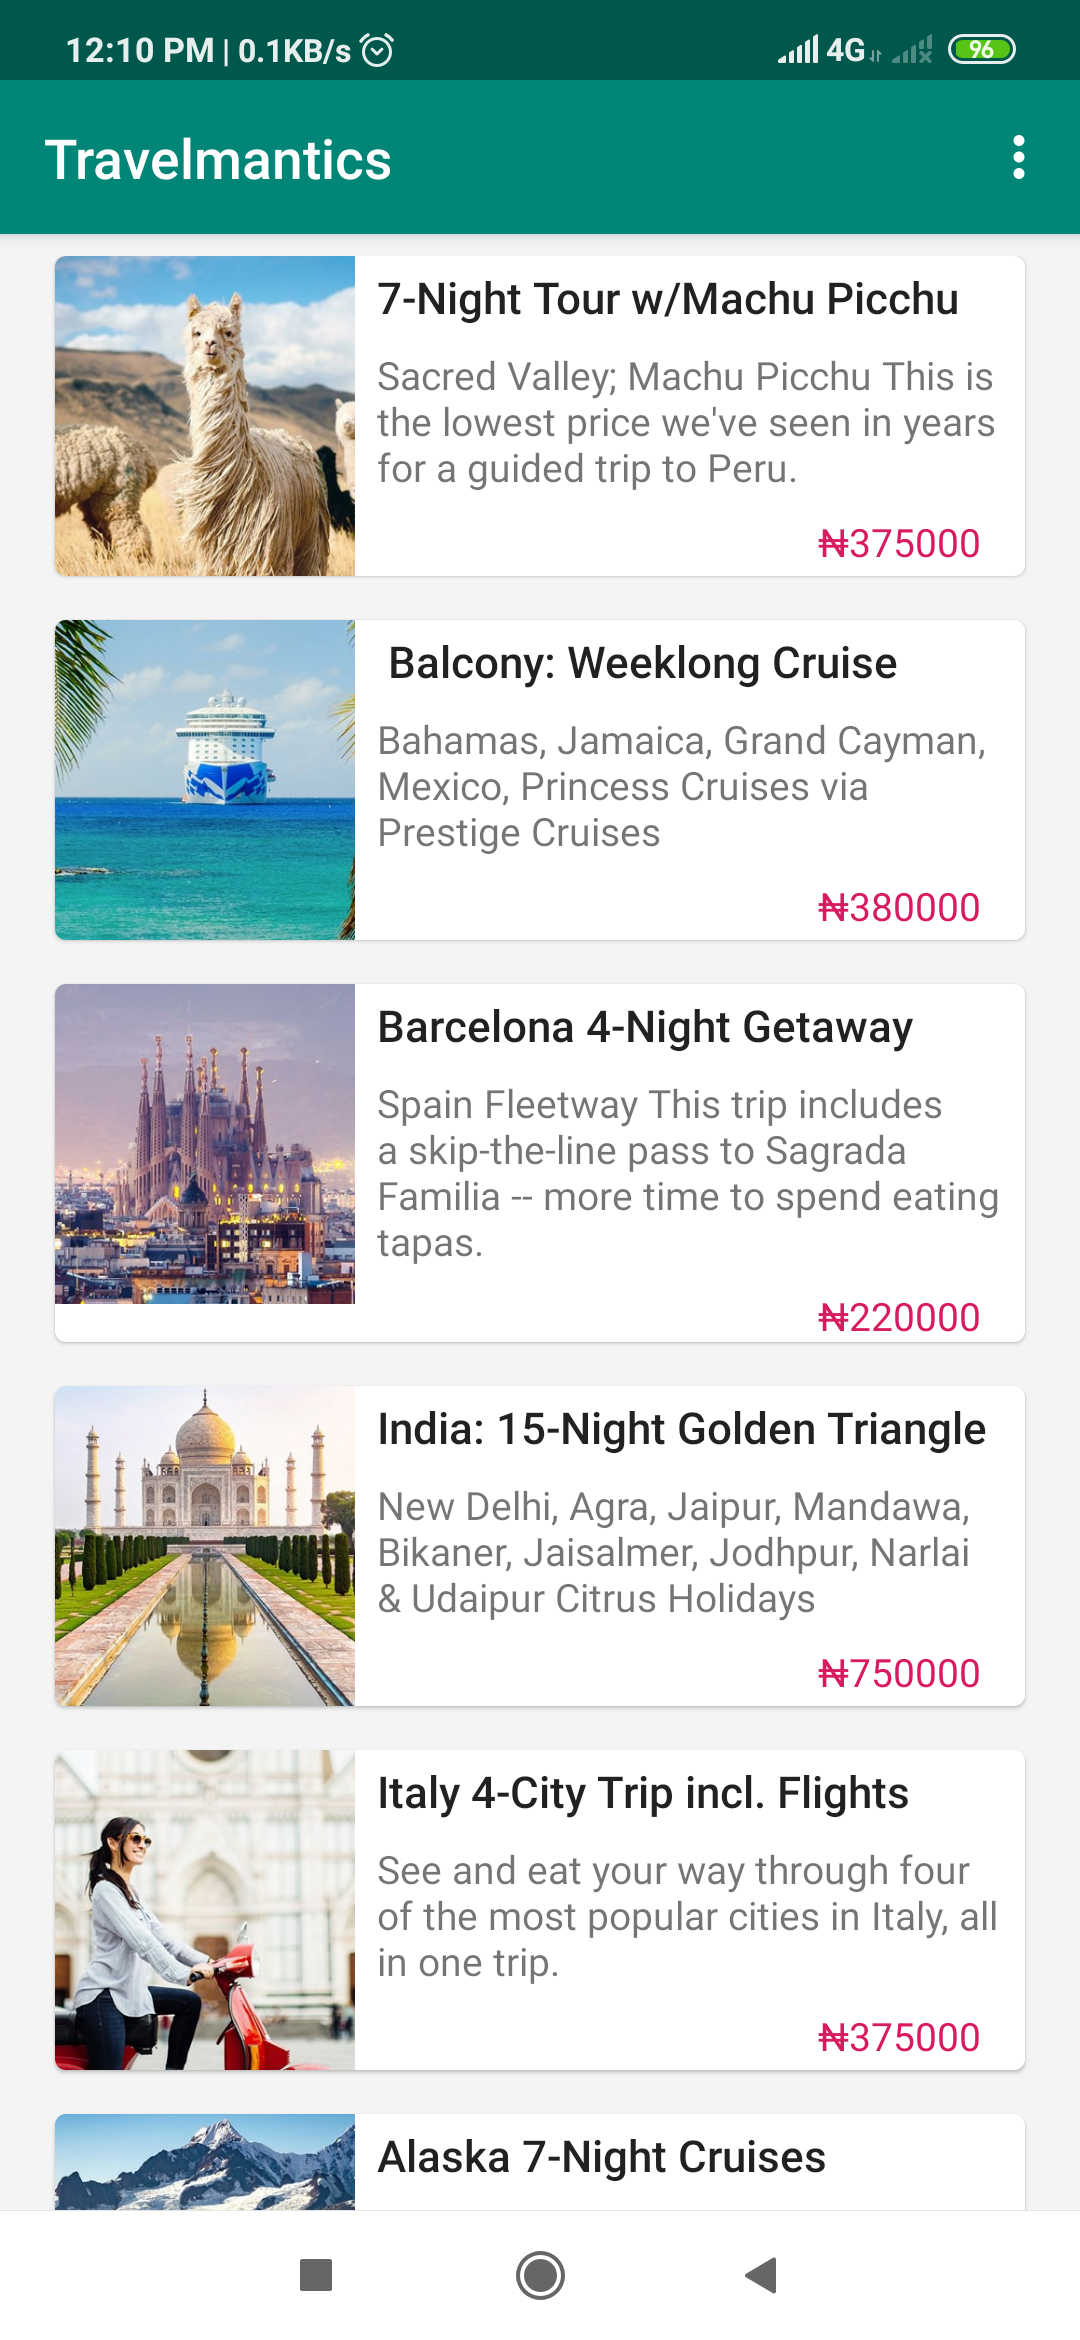 12:10 PM | 0.1KB/s 4G 96
Travelmantics
7-Night Tour w/Machu Picchu
Sacred Valley; Machu Picchu This is
the lowest price we've seen in years
for a guided trip to Peru.
₦375000
Balcony: Weeklong Cruise
Bahamas, Jamaica, Grand Cayman,
Mexico, Princess Cruises via
Prestige Cruises
₦380000
Barcelona 4-Night Getaway
Spain Fleetway This trip includes
a skip-the-line pass to Sagrada
Familia -- more time to spend eating
tapas.
₦220000
India: 15-Night Golden Triangle
New Delhi, Agra, Jaipur, Mandawa,
Bikaner, Jaisalmer, Jodhpur, Narlai
& Udaipur Citrus Holidays
₦750000
Italy 4-City Trip incl. Flights
See and eat your way through four
of the most popular cities in Italy, all
in one trip.
₦375000
Alaska 7-Night Cruises